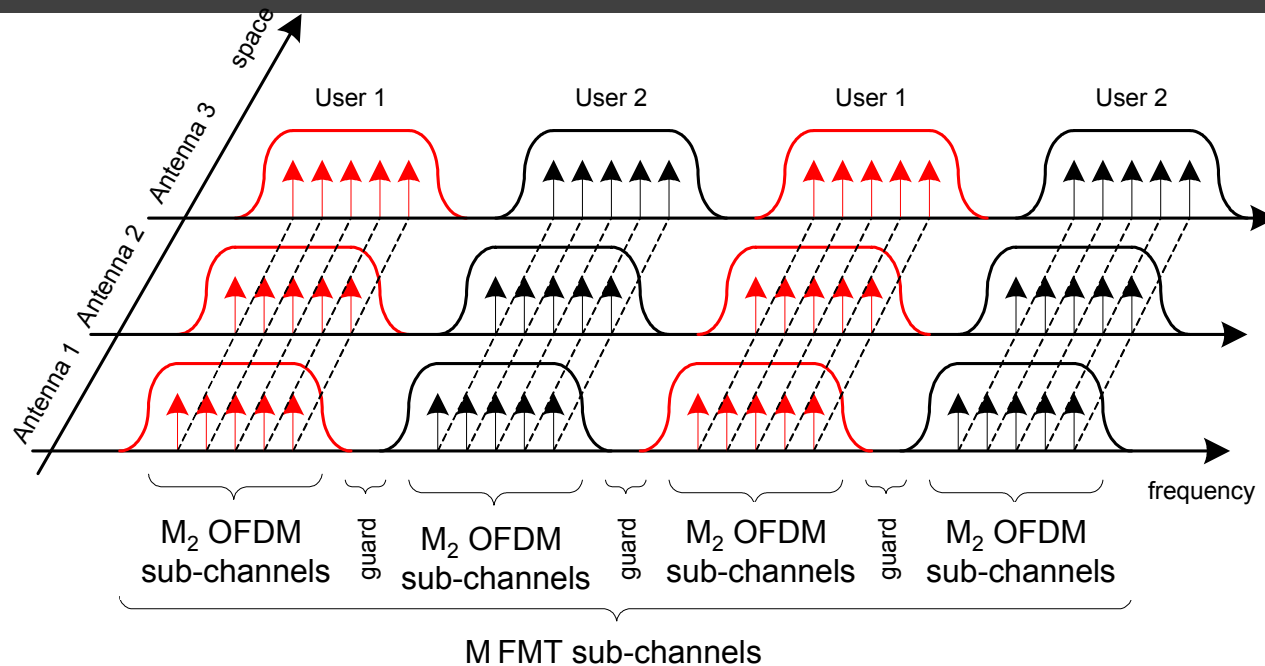 space
User 1
User 2
User 1
User 2
Antenna 3
Antenna 2
Antenna 1
frequency
M₂ OFDM
sub-channels
guard
M₂ OFDM
sub-channels
guard
M₂ OFDM
sub-channels
guard
M₂ OFDM
sub-channels
M FMT sub-channels